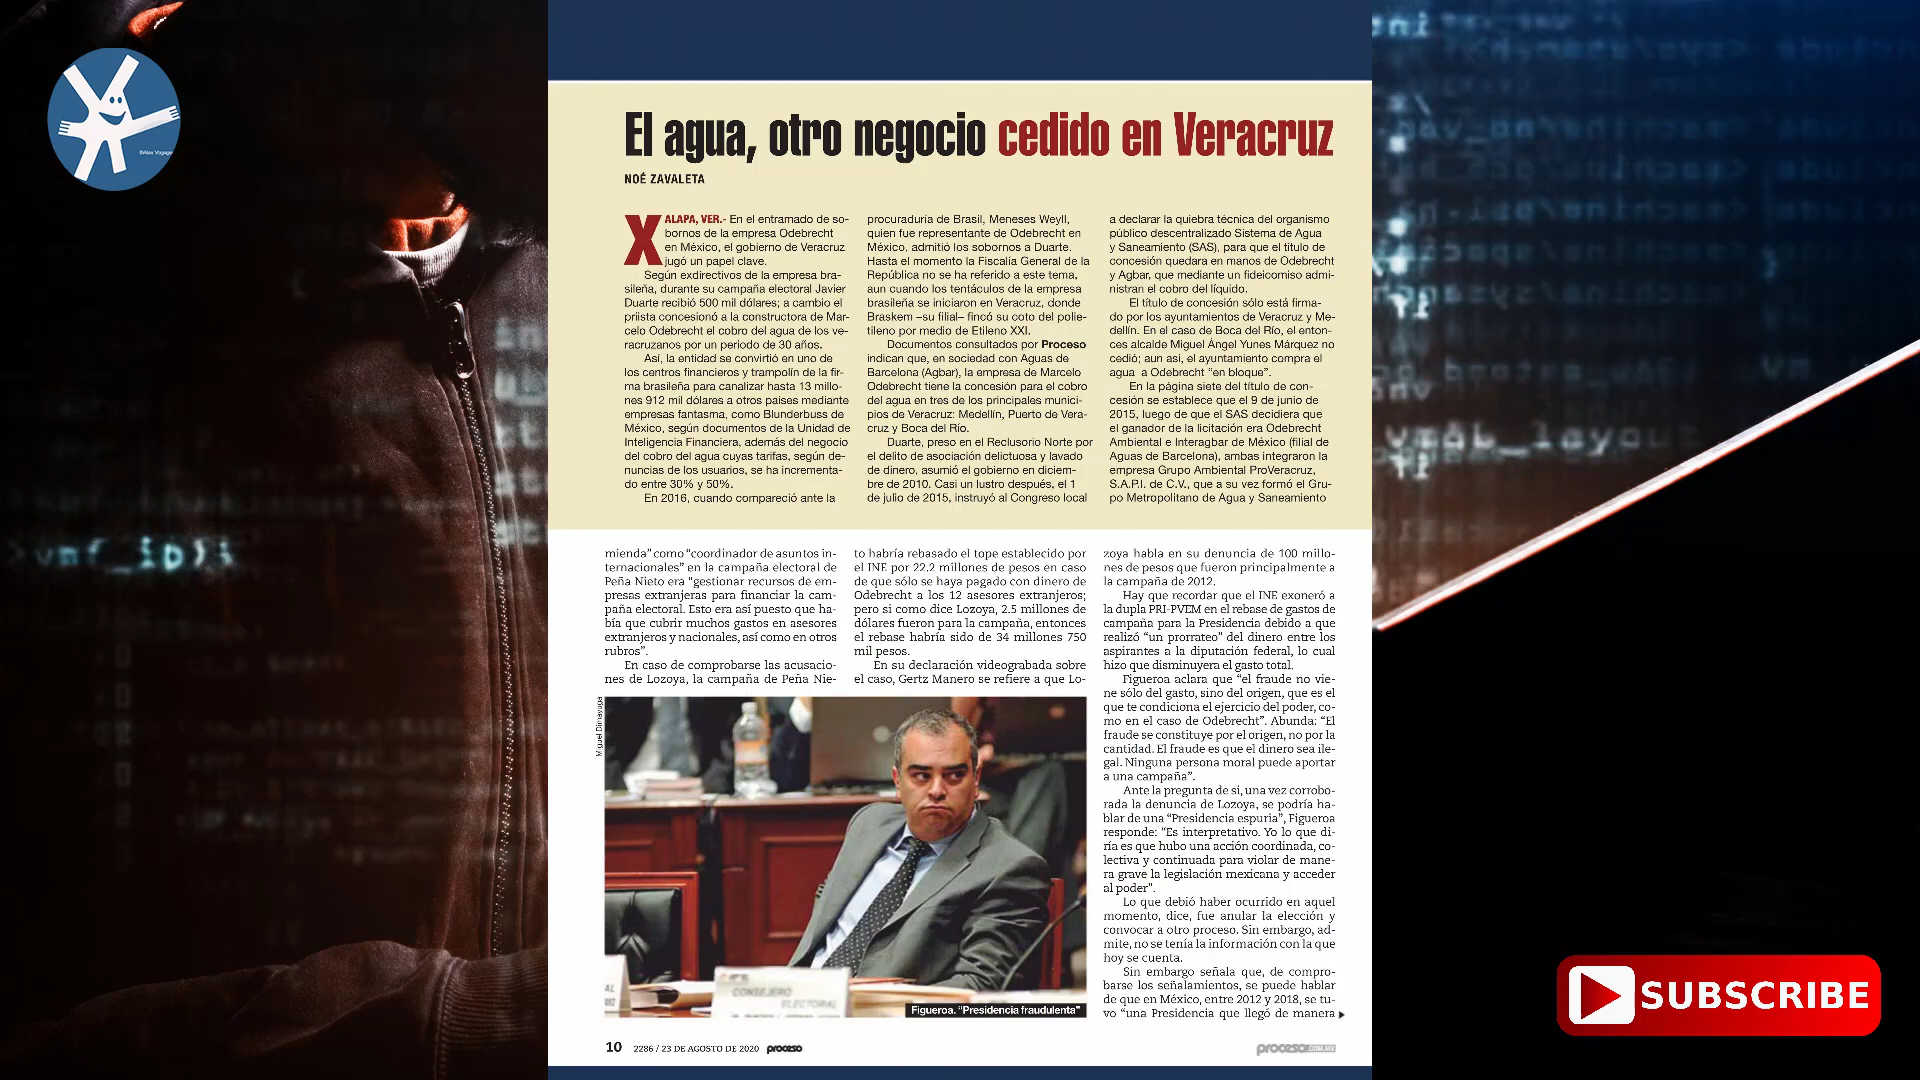 El agua, otro negocio cedido en Veracruz
NOÉ ZAVALETA
XALAPA, VER.- En el entramado de so-
bornos de la empresa Odebrecht
en México, el gobierno de Veracruz
jugó un papel clave.
Según exdirectivos de la empresa bra-
sileña, durante su campaña electoral Javier
Duarte recibió 500 mil dólares; a cambio el
priista concesionó a la constructora de Mar-
celo Odebrecht el cobro del agua de los ve-
racruzanos por un periodo de 30 años.
Así, la entidad se convirtió en uno de
los centros financieros y trampolín de la fir-
ma brasileña para canalizar hasta 13 millo-
nes 912 mil dólares a otros países mediante
empresas fantasma, como Blunderbuss de
México, según documentos de la Unidad de
Inteligencia Financiera, además del negocio
del cobro del agua cuyas tarifas, según de-
nuncias de los usuarios, se ha incrementa-
do entre 30% y 50%.
En 2016, cuando compareció ante la
procuraduría de Brasil, Meneses Weyll,
quien fue representante de Odebrecht en
México, admitió los sobornos a Duarte.
Hasta el momento la Fiscalía General de la
República no se ha referido a este tema,
aun cuando los tentáculos de la empresa
brasileña se iniciaron en Veracruz, donde
Braskem –su filial– fincó su coto del polie-
tileno por medio de Etileno XXI.
Documentos consultados por Proceso
indican que, en sociedad con Aguas de
Barcelona (Agbar), la empresa de Marcelo
Odebrecht tiene la concesión para el cobro
del agua en tres de los principales munici-
pios de Veracruz: Medellín, Puerto de Vera-
cruz y Boca del Río.
Duarte, preso en el Reclusorio Norte por
el delito de asociación delictuosa y lavado
de dinero, asumió el gobierno en diciem-
bre de 2010. Casi un lustro después, el 1
de julio de 2015, instruyó al Congreso local
a declarar la quiebra técnica del organismo
público descentralizado Sistema de Agua
y Saneamiento (SAS), para que el título de
concesión quedara en manos de Odebrecht
y Agbar, que mediante un fideicomiso admi-
nistran el cobro del líquido.
El título de concesión sólo está firma-
do por los ayuntamientos de Veracruz y Me-
dellín. En el caso de Boca del Río, el enton-
ces alcalde Miguel Ángel Yunes Márquez no
cedió; aun asi, el ayuntamiento compra el
agua a Odebrecht “en bloque”.
En la página siete del título de con-
cesión se establece que el 9 de junio de
2015, luego de que el SAS decidiera que
el ganador de la licitación era Odebrecht
Ambiental e Interagbar de México (filial de
Aguas de Barcelona), ambas integraron la
empresa Grupo Ambiental ProVeracruz,
S.A.P.I. de C.V., que a su vez formó el Gru-
po Metropolitano de Agua y Saneamiento
mienda” como “coordinador de asuntos in-
ternacionales” en la campaña electoral de
Peña Nieto era “gestionar recursos de em-
presas extranjeras para financiar la cam-
paña electoral. Esto era así puesto que ha-
bía que cubrir muchos gastos en asesores
extranjeros y nacionales, así como en otros
rubros”.
En caso de comprobarse las acusacio-
nes de Lozoya, la campaña de Peña Nie-
to habría rebasado el tope establecido por
el INE por 22.2 millones de pesos en caso
de que sólo se haya pagado con dinero de
Odebrecht a los 12 asesores extranjeros;
pero si como dice Lozoya, 2.5 millones de
dólares fueron para la campaña, entonces
el rebase habría sido de 34 millones 750
mil pesos.
En su declaración videograbada sobre
el caso, Gertz Manero se refiere a que Lo-
zoya habla en su denuncia de 100 millo-
nes de pesos que fueron principalmente a
la campaña de 2012.
Hay que recordar que el INE exoneró a
la dupla PRI-PVEM en el rebase de gastos de
campaña para la Presidencia debido a que
realizó “un prorrateo” del dinero entre los
aspirantes a la diputación federal, lo cual
hizo que disminuyera el gasto total.
Figueroa aclara que “el fraude no vie-
ne sólo del gasto, sino del origen, que es el
que te condiciona el ejercicio del poder, co-
mo en el caso de Odebrecht”. Abunda: “El
fraude se constituye por el origen, no por la
cantidad. El fraude es que el dinero sea ile-
gal. Ninguna persona moral puede aportar
a una campaña”.
Ante la pregunta de si, una vez corrobo-
rada la denuncia de Lozoya, se podría ha-
blar de una “Presidencia espuria”, Figueroa
responde: “Es interpretativo. Yo lo que di-
ría es que hubo una acción coordinada, co-
lectiva y continuada para violar de mane-
ra grave la legislación mexicana y acceder
al poder”.
Lo que debió haber ocurrido en aquel
momento, dice, fue anular la elección y
convocar a otro proceso. Sin embargo, ad-
mite, no se tenía la información con la que
hoy se cuenta.
Sin embargo señala que, de compro-
barse los señalamientos, se puede hablar
de que en México, entre 2012 y 2018, se tu-
vo “una Presidencia que llegó de manera
Miguel Dimayuga
CONSEJERO
ELECTORAL
Figueroa. “Presidencia fraudulenta”
10 2286 / 23 DE AGOSTO DE 2020 proceso
proceso.COM.MX
SUBSCRIBE
@Alex Vogager